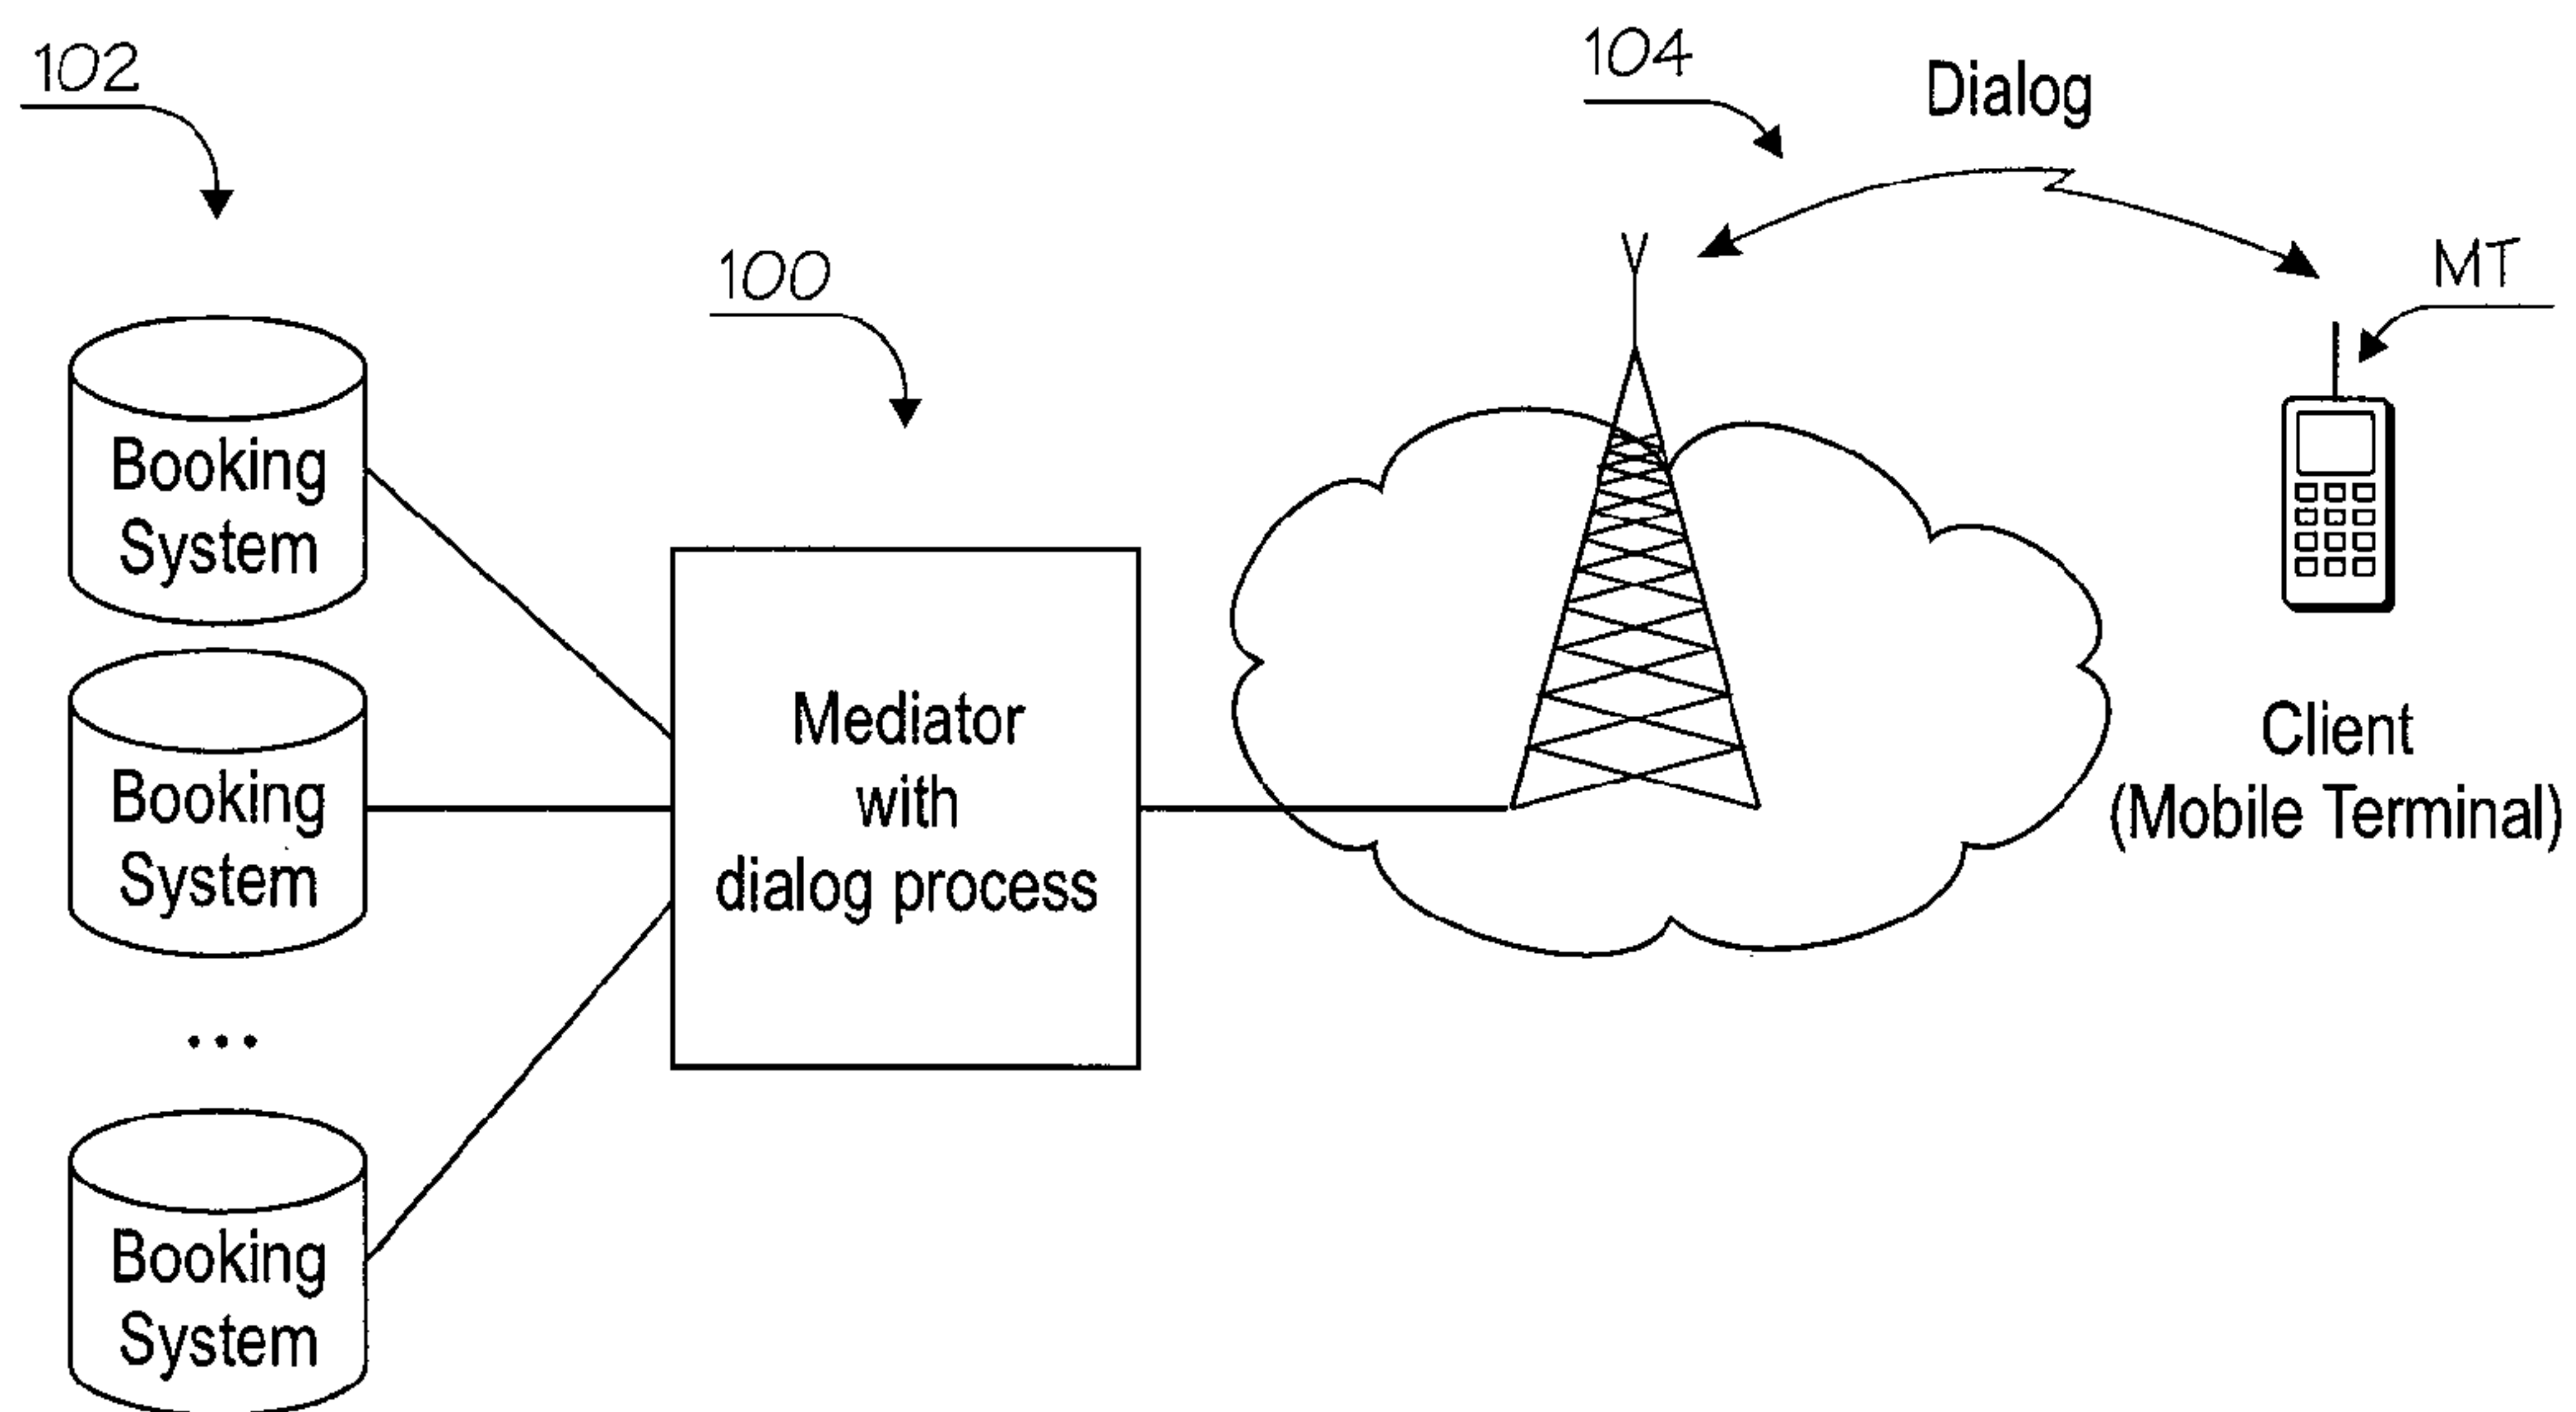 102
104
Dialog
100
MT
Booking
System
Booking
System
...
Booking
System
Mediator
with
dialog process
Client
(Mobile Terminal)